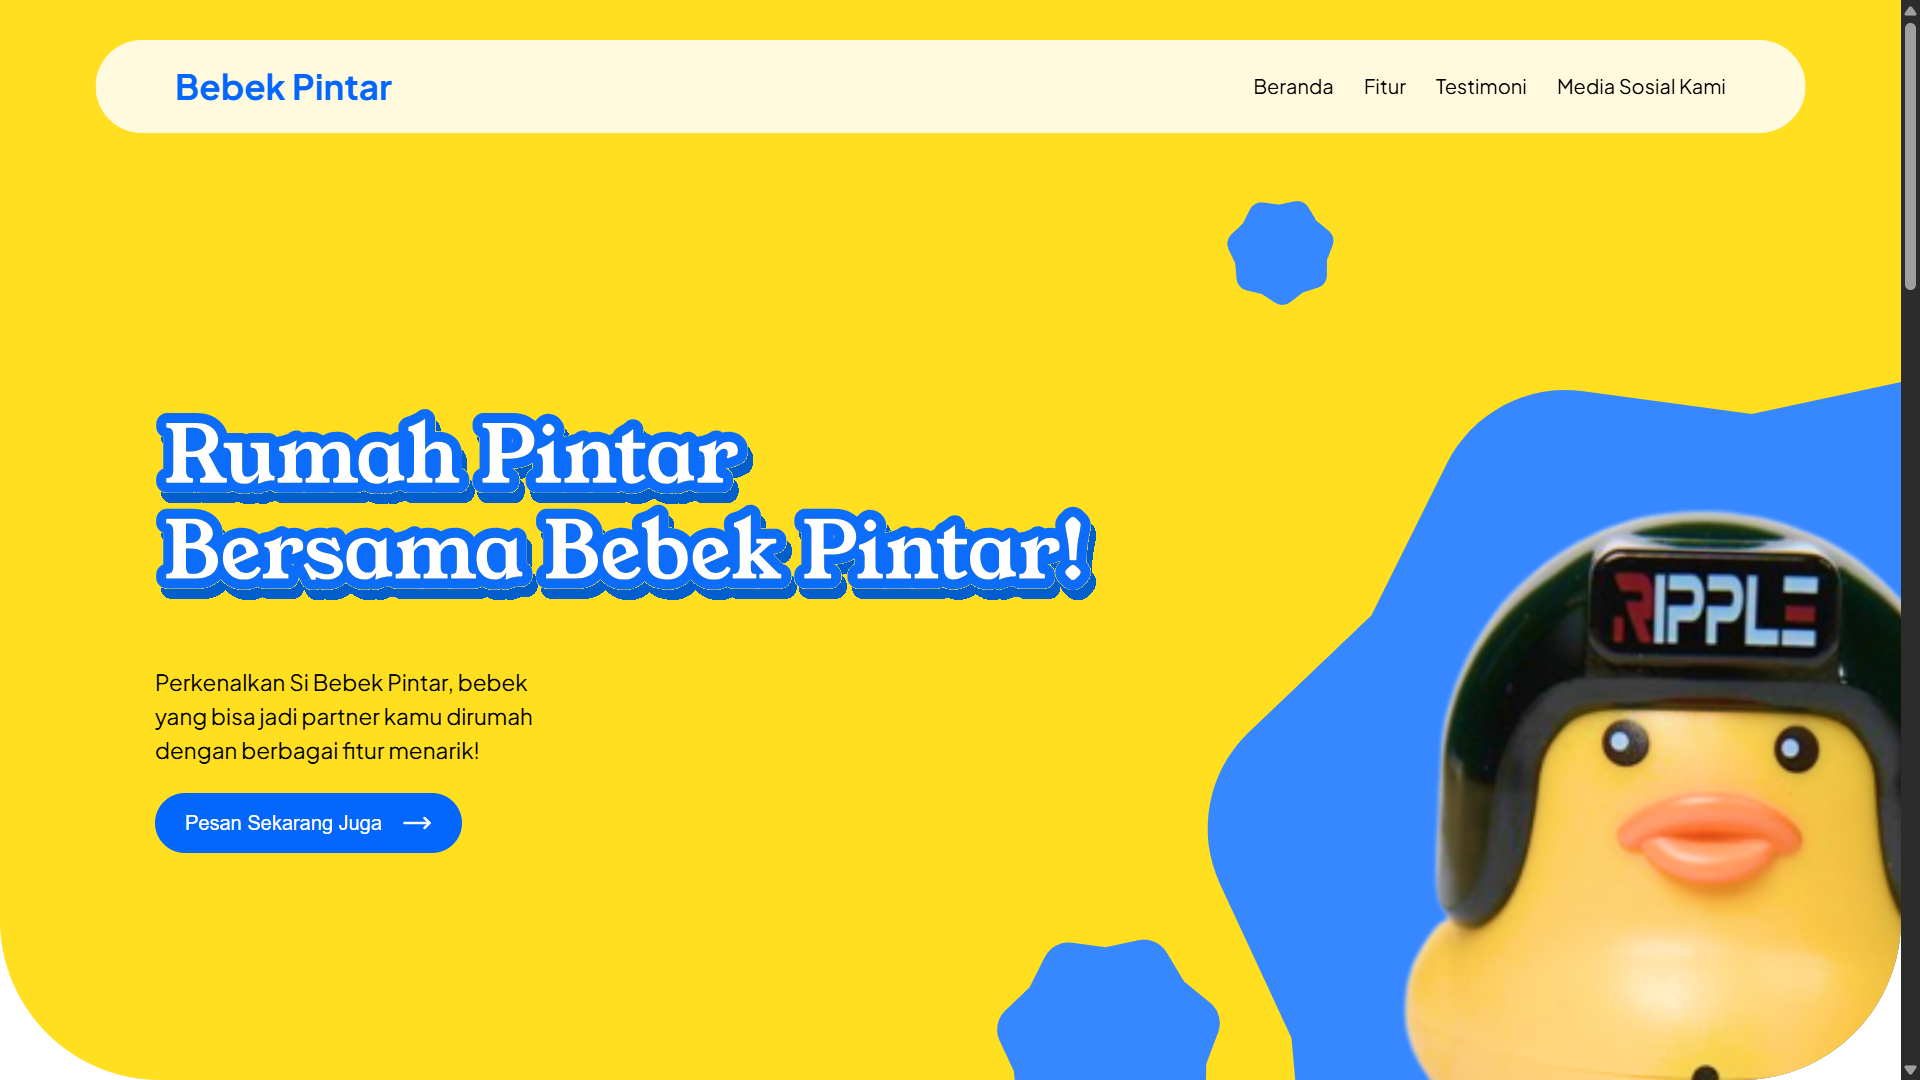 Bebek Pintar
Beranda Fitur Testimoni Media Sosial Kami
Rumah Pintar
Bersama Bebek Pintar!
RIPPLE
Perkenalkan Si Bebek Pintar, bebek
yang bisa jadi partner kamu dirumah
dengan berbagai fitur menarik!
Pesan Sekarang Juga